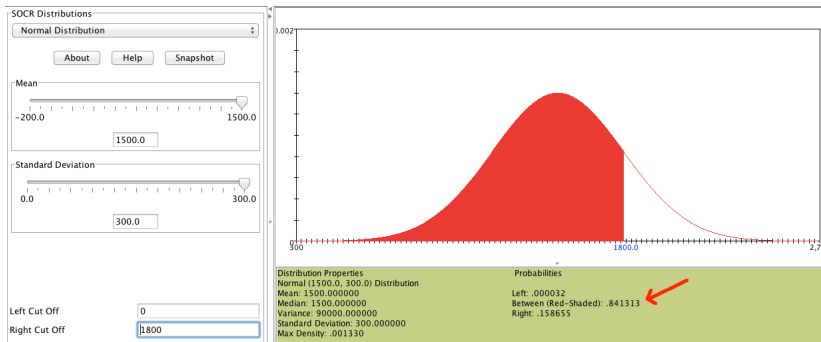 SOCR Distributions
Normal Distribution
About Help Snapshot
Mean
-200.0 1500.0
1500.0
Standard Deviation
0.0 300.0
300.0
Left Cut Off 0
Right Cut Off 1800
0.002
0
300 1800.0 2,7
Distribution Properties
Normal (1500.0, 300.0) Distribution
Mean: 1500.000000
Median: 1500.000000
Variance: 90000.000000
Standard Deviation: 300.000000
Max Density: .001330
Probabilities
Left: .000032
Between (Red-Shaded): .841313
Right: .158655